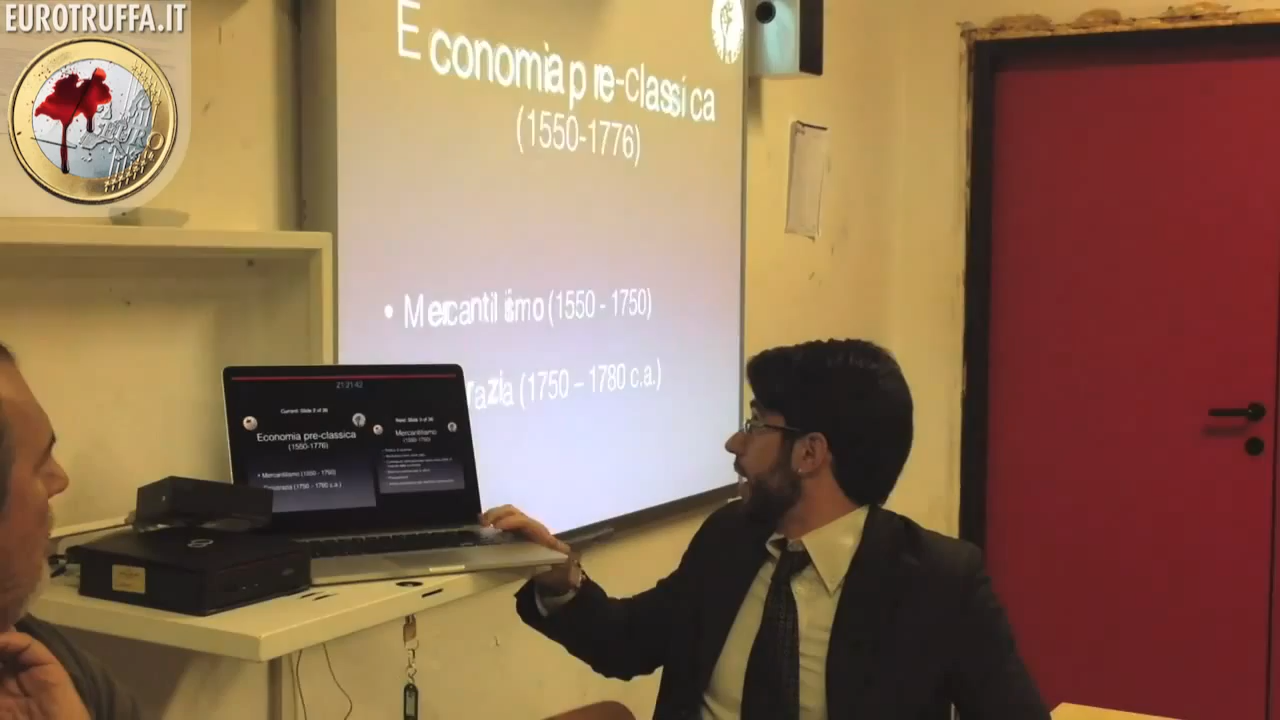 EUROTRUFFA.IT
EURO
Economia pre-classica
(1550-1776)
• Mercantilismo (1550 - 1750)
razia (1750 – 1780 c.a.)
21:21:42
Current: Slide 2 of 36
Economia pre-classica
(1550-1776)
• Mercantilismo (1550 - 1750)
(1750 - 1780 c.a.)
Next: Slide 3 of 36
Mercantilismo
(1550-1750)